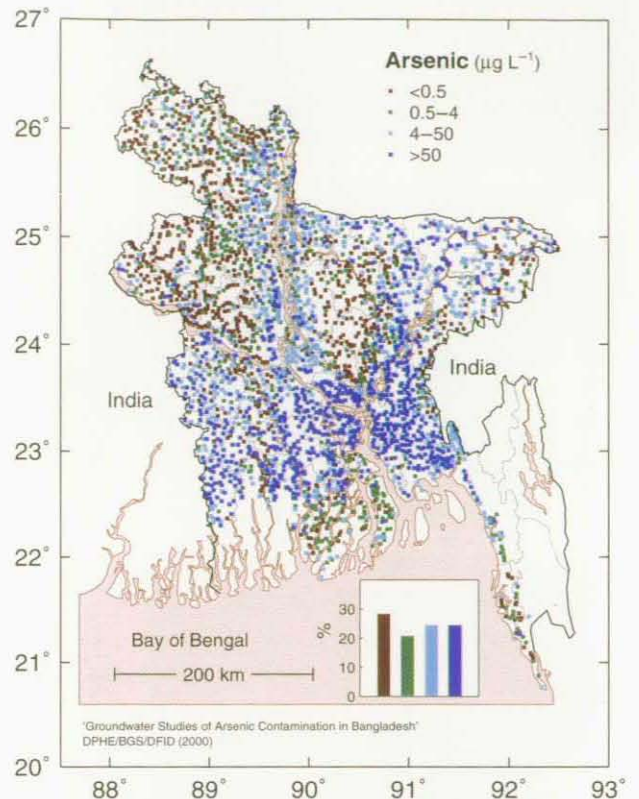 27°
26°
25°
24°
23°
22°
21°
20°
Arsenic (µg L⁻¹)
<0.5
0.5–4
4–50
>50
India
India
Bay of Bengal
200 km
%
30
20
10
0
'Groundwater Studies of Arsenic Contamination in Bangladesh'
DPHE/BGS/DFID (2000)
88° 89° 90° 91° 92° 93°